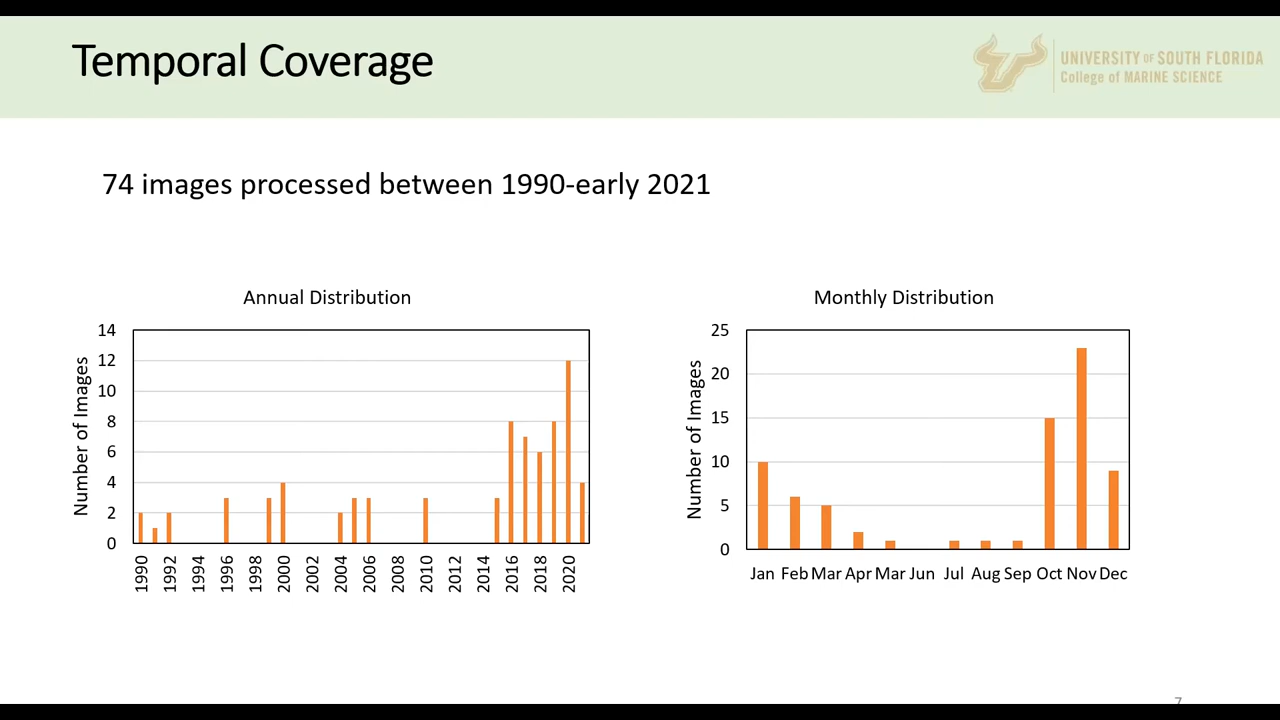 Temporal Coverage
UNIVERSITY OF SOUTH FLORIDA
College of MARINE SCIENCE
74 images processed between 1990-early 2021
Annual Distribution
Number of Images
14
12
10
8
6
4
2
0
1990 1992 1994 1996 1998 2000 2002 2004 2006 2008 2010 2012 2014 2016 2018 2020
Monthly Distribution
Number of Images
25
20
15
10
5
0
Jan Feb Mar Apr Mar Jun Jul Aug Sep Oct Nov Dec
7